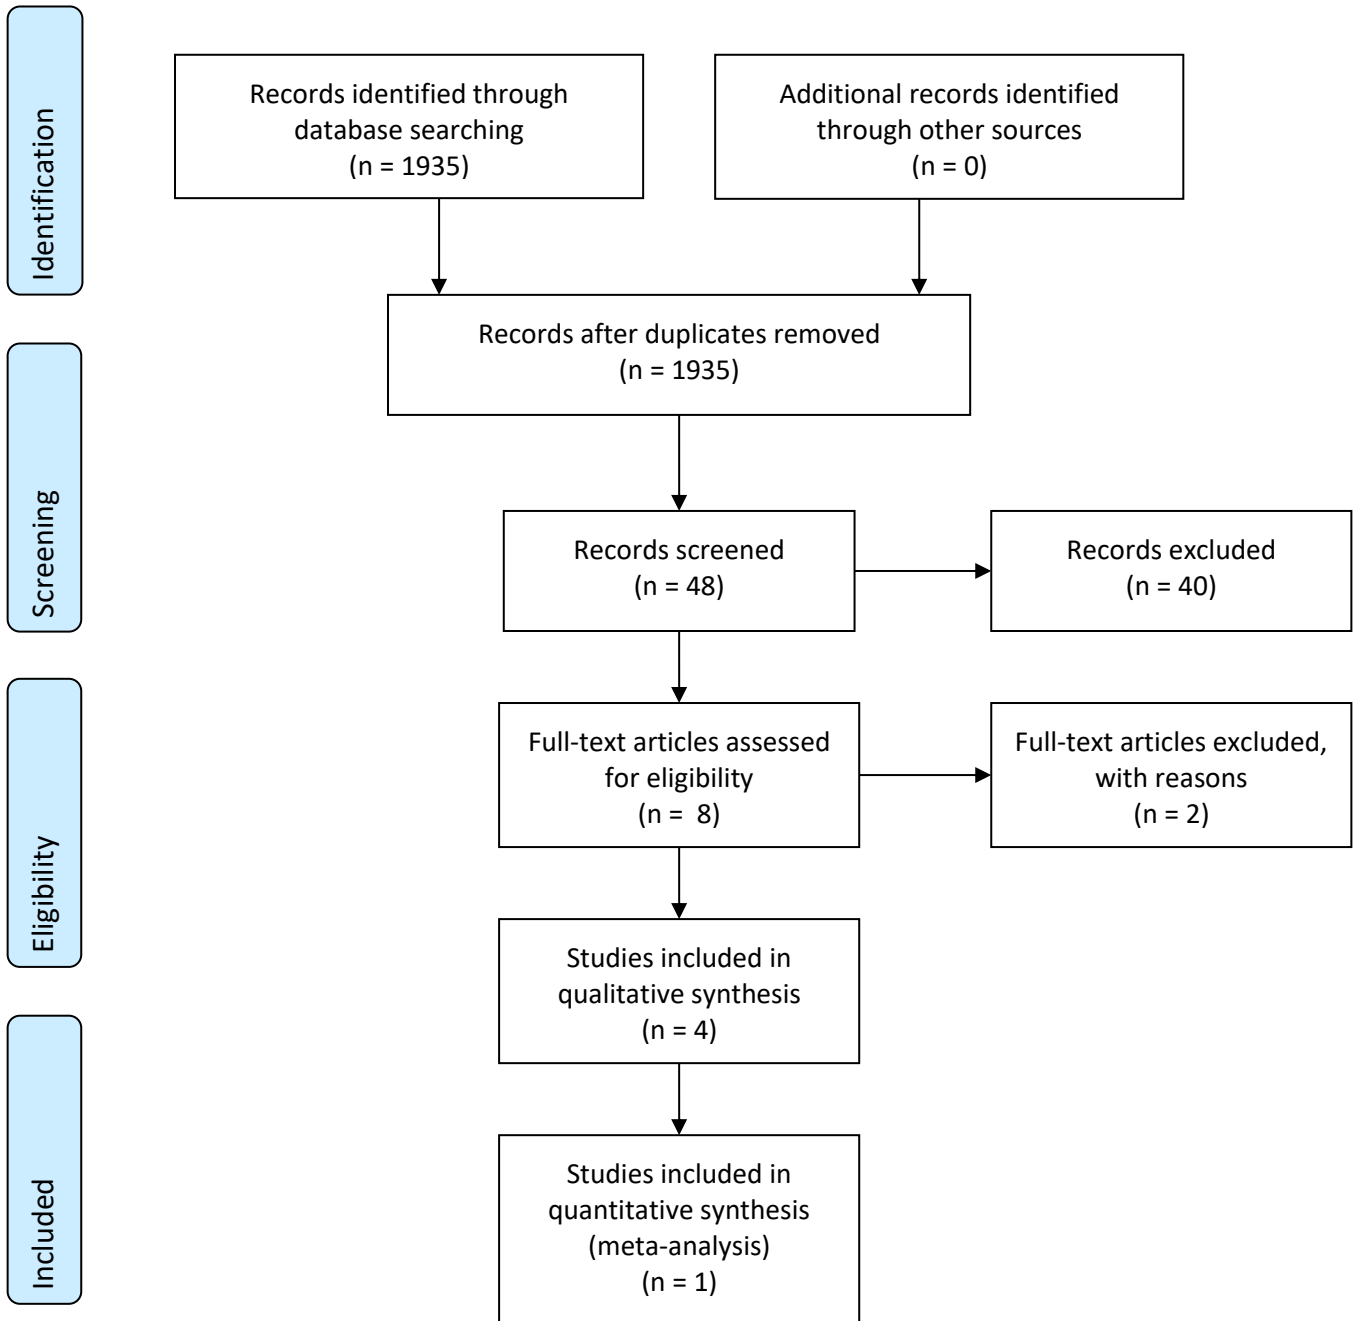 Identification
Records identified through
database searching
(n = 1935)
Additional records identified
through other sources
(n = 0)
Records after duplicates removed
(n = 1935)
Screening
Records screened
(n = 48)
Records excluded
(n = 40)
Eligibility
Full-text articles assessed
for eligibility
(n =  8)
Full-text articles excluded,
with reasons
(n = 2)
Studies included in
qualitative synthesis
(n = 4)
Included
Studies included in
quantitative synthesis
(meta-analysis)
(n = 1)